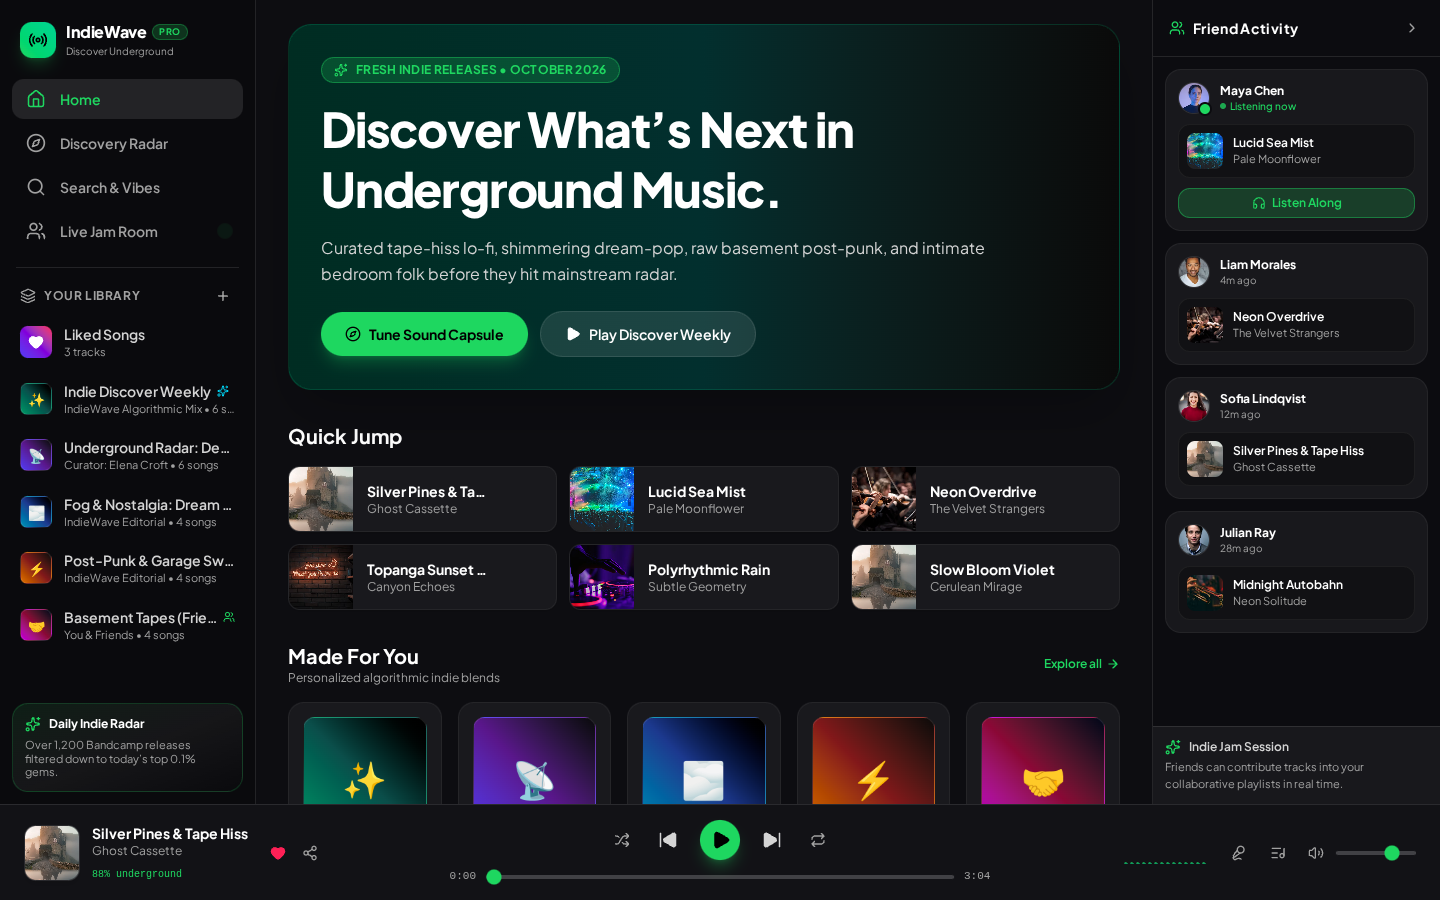 IndieWave PRO
Discover Underground
Home
Discovery Radar
Search & Vibes
Live Jam Room
YOUR LIBRARY
Liked Songs
3 tracks
Indie Discover Weekly
IndieWave Algorithmic Mix • 6 s...
Underground Radar: De...
Curator: Elena Croft • 6 songs
Fog & Nostalgia: Dream ...
IndieWave Editorial • 4 songs
Post-Punk & Garage Sw...
IndieWave Editorial • 4 songs
Basement Tapes (Frie...
You & Friends • 4 songs
Daily Indie Radar
Over 1,200 Bandcamp releases
filtered down to today's top 0.1%
gems.
FRESH INDIE RELEASES • OCTOBER 2026
Discover What's Next in
Underground Music.
Curated tape-hiss lo-fi, shimmering dream-pop, raw basement post-punk, and intimate
bedroom folk before they hit mainstream radar.
Tune Sound Capsule
Play Discover Weekly
Quick Jump
Silver Pines & Ta...
Ghost Cassette
Lucid Sea Mist
Pale Moonflower
Neon Overdrive
The Velvet Strangers
Topanga Sunset ...
Canyon Echoes
Polyrhythmic Rain
Subtle Geometry
Slow Bloom Violet
Cerulean Mirage
Made For You
Personalized algorithmic indie blends
Explore all
Friend Activity
Maya Chen
Listening now
Lucid Sea Mist
Pale Moonflower
Listen Along
Liam Morales
4m ago
Neon Overdrive
The Velvet Strangers
Sofia Lindqvist
12m ago
Silver Pines & Tape Hiss
Ghost Cassette
Julian Ray
28m ago
Midnight Autobahn
Neon Solitude
Indie Jam Session
Friends can contribute tracks into your
collaborative playlists in real time.
Silver Pines & Tape Hiss
Ghost Cassette
88% underground
0:00
3:04